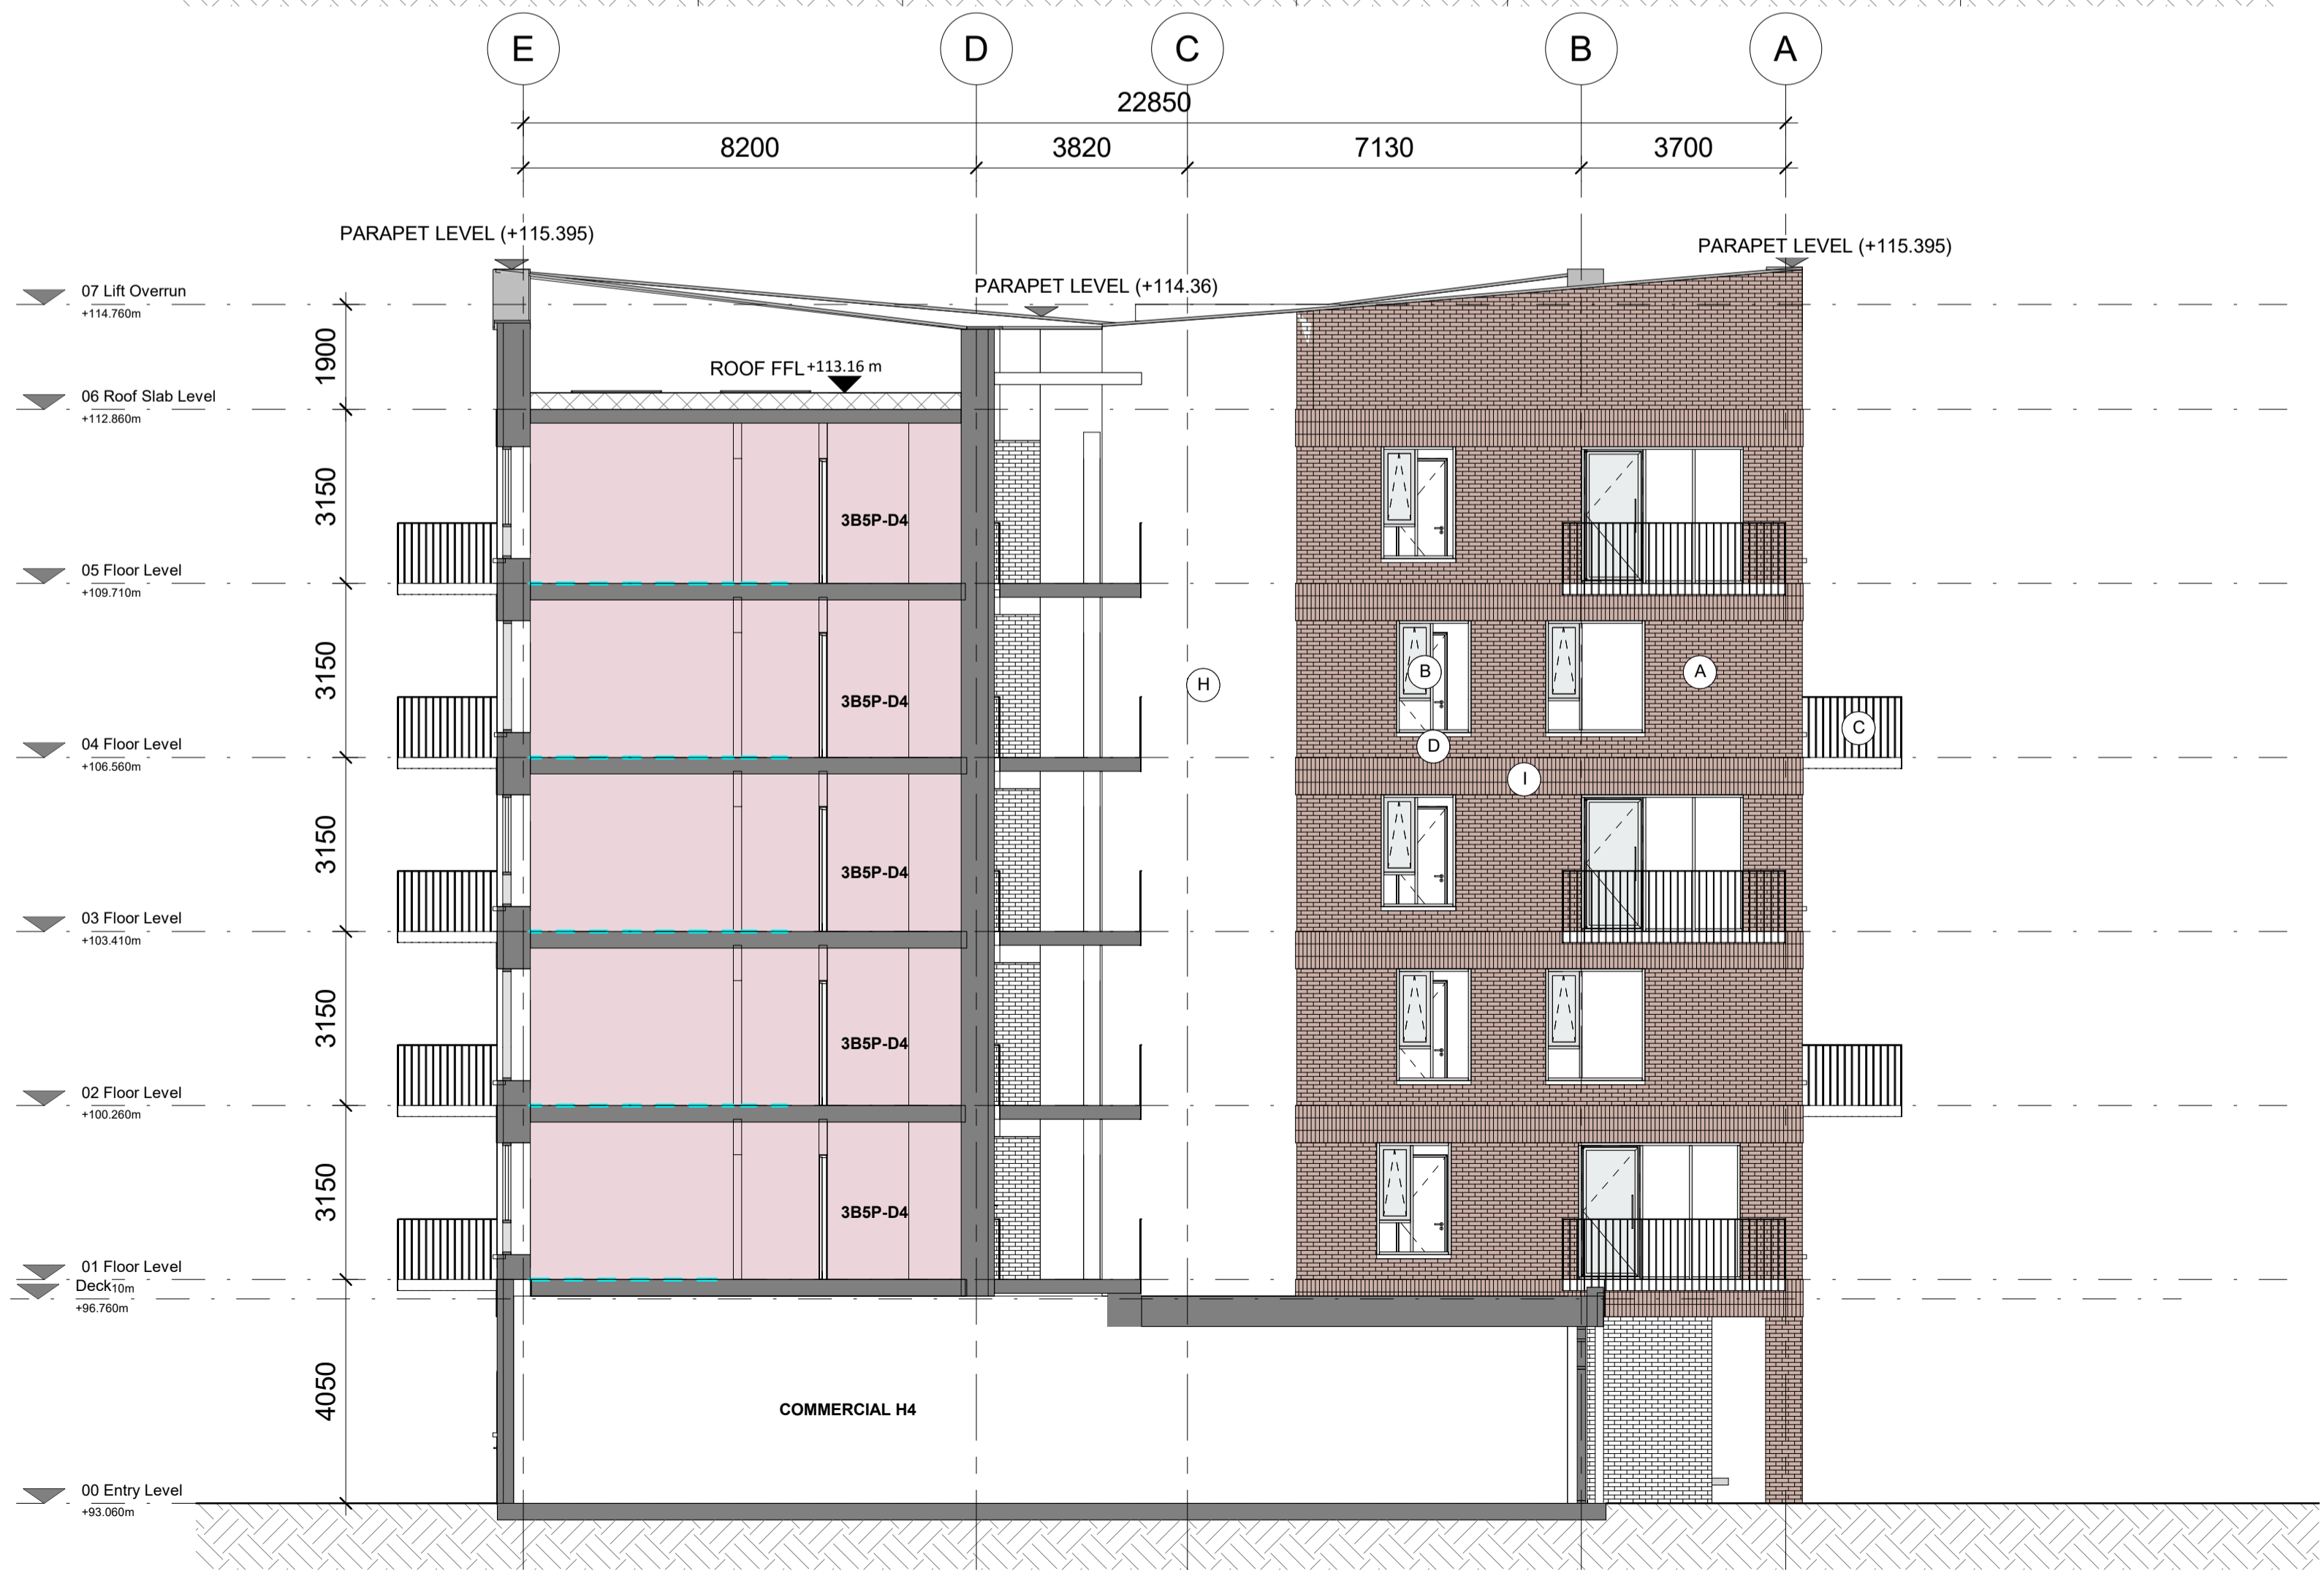 E
D
C
B
A
22850
8200
3820
7130
3700
PARAPET LEVEL (+115.395)
PARAPET LEVEL (+115.395)
PARAPET LEVEL (+114.36)
07 Lift Overrun
+114.760m
1900
ROOF FFL +113.16 m
06 Roof Slab Level
+112.860m
3150
3B5P-D4
05 Floor Level
+109.710m
3150
3B5P-D4
H
B
A
C
D
04 Floor Level
+106.560m
I
3150
3B5P-D4
03 Floor Level
+103.410m
3150
3B5P-D4
02 Floor Level
+100.260m
3150
3B5P-D4
01 Floor Level
Deck 10m
+96.760m
4050
COMMERCIAL H4
00 Entry Level
+93.060m